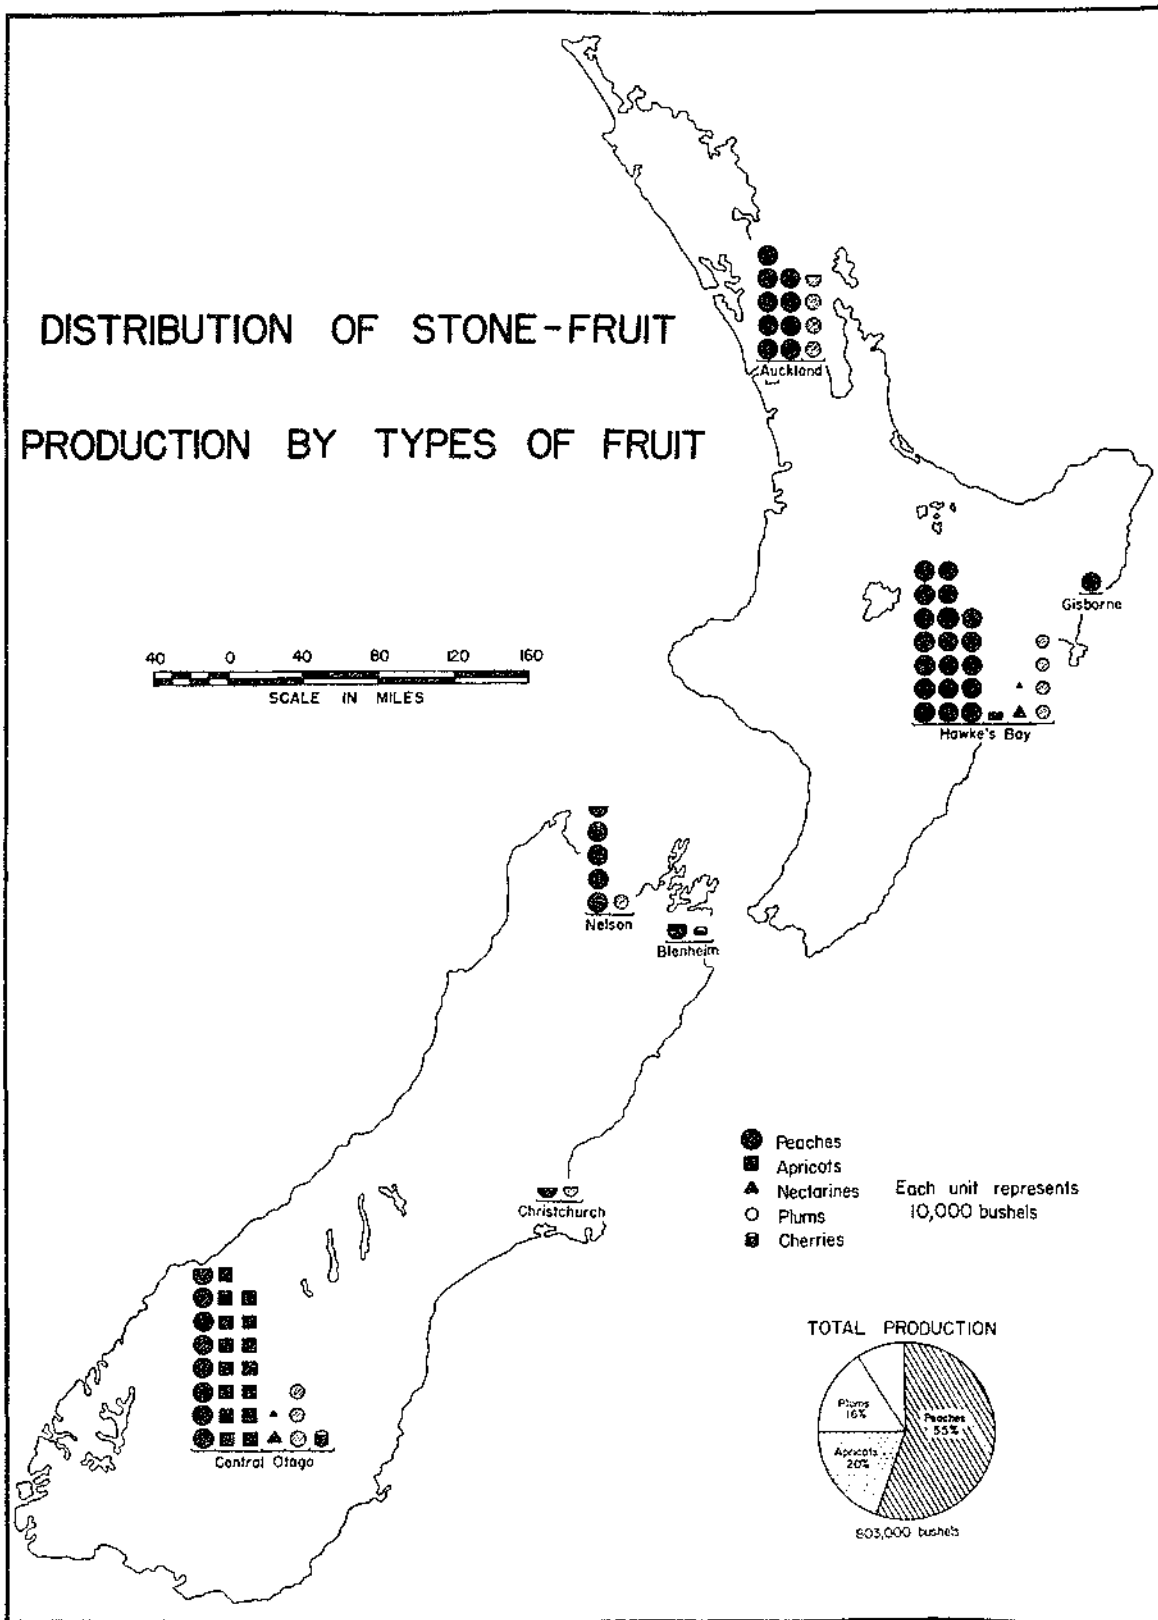 DISTRIBUTION OF STONE-FRUIT
PRODUCTION BY TYPES OF FRUIT
Auckland
Gisborne
40 0 40 80 120 160
SCALE IN MILES
Hawke's Bay
Nelson
Blenheim
Peaches
Apricots
Nectarines
Plums
Cherries
Each unit represents
10,000 bushels
Christchurch
Central Otago
TOTAL PRODUCTION
Plums
16%
Peaches
55%
Apricots
20%
803,000 bushels